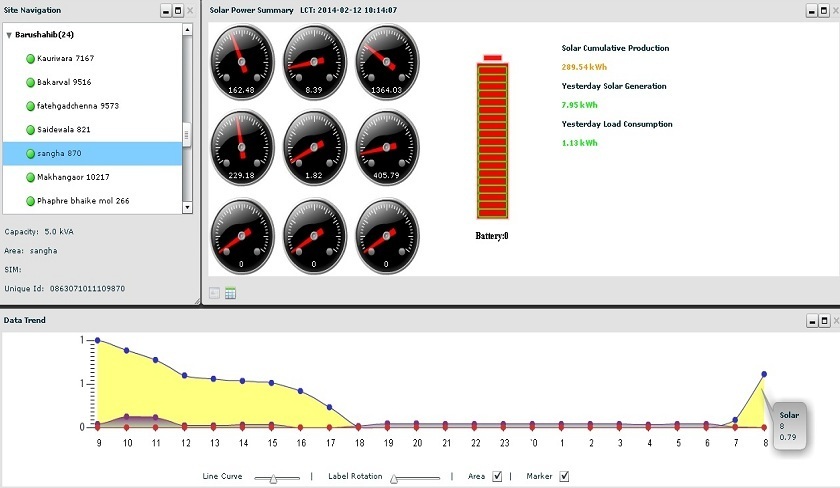 Site Navigation
Barushahib(24)
Kauriwara 7167
Bakarval 9516
fatehgadchenna 9573
Saidewala 821
sangha 870
Makhangaor 10217
Phaphre bhaike mol 266
Capacity: 5.0 kVA
Area: sangha
SIM:
Unique Id: 0863071011109870
Solar Power Summary LCT: 2014-02-12 10:14:07
162.48 8.39 1364.03
229.18 1.82 405.79
0 0 0
Battery:0
Solar Cumulative Production
289.54 kWh
Yesterday Solar Generation
7.95 kWh
Yesterday Load Consumption
1.13 kWh
Data Trend
1
1
0
9 10 11 12 13 14 15 16 17 18 19 20 21 22 23 '0 1 2 3 4 5 6 7 8
Solar
8
0.79
Line Curve | Label Rotation | Area | Marker